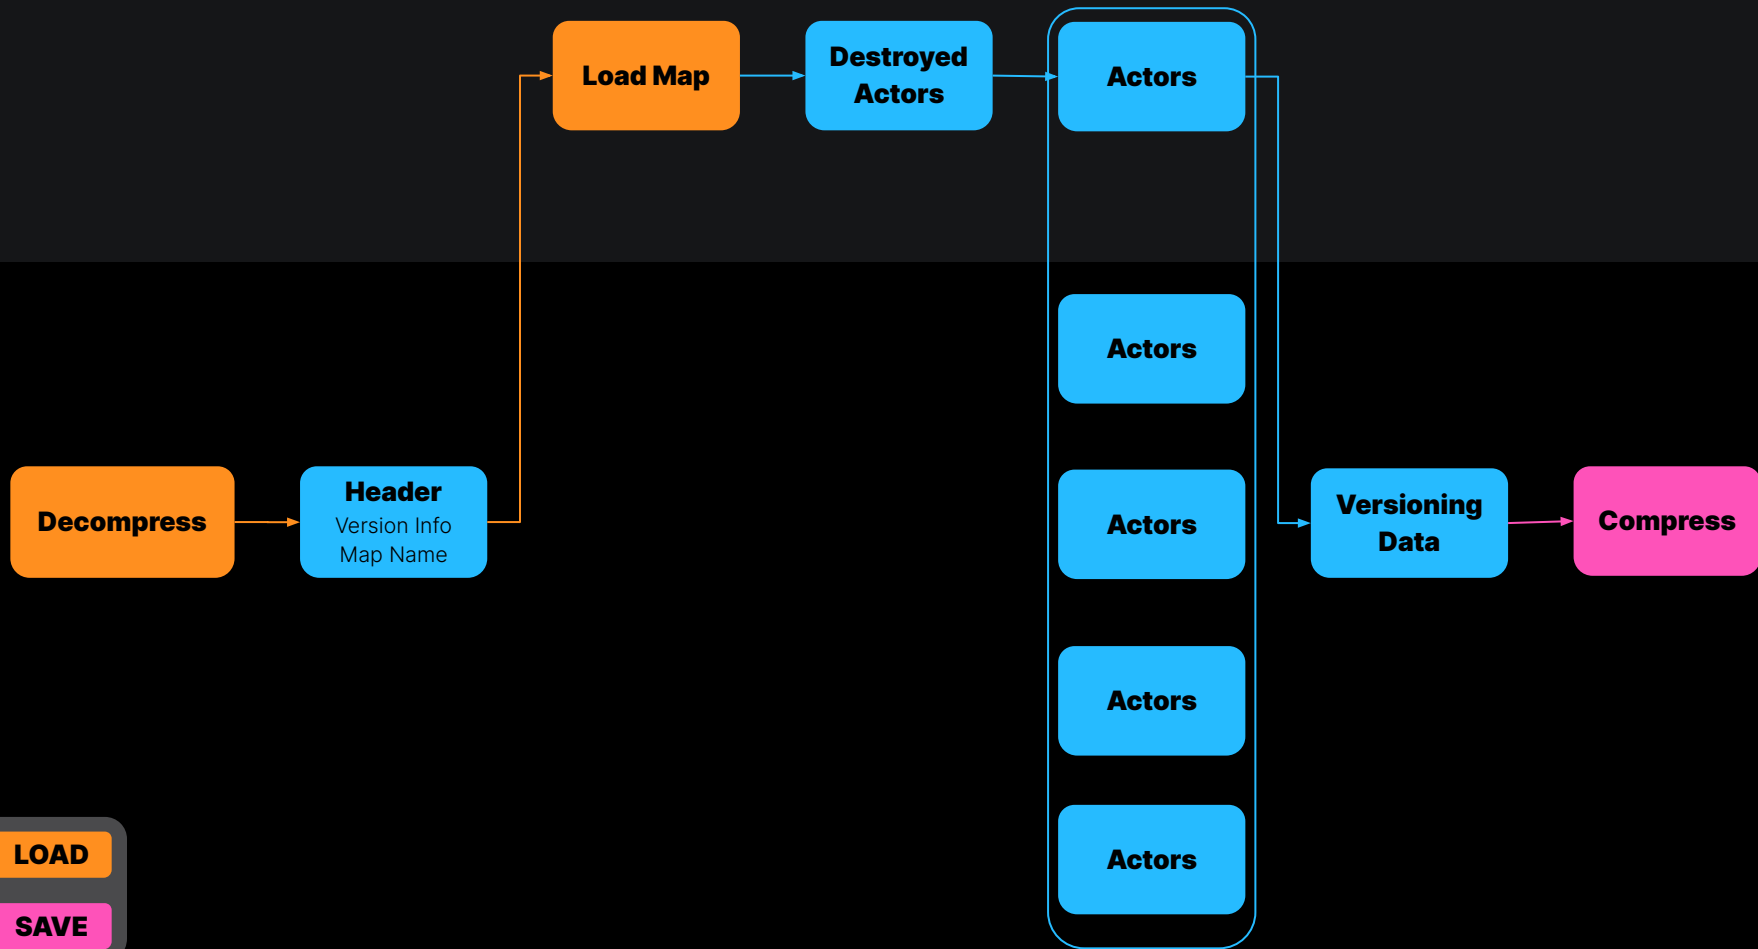 Load Map
Destroyed
Actors
Actors
Actors
Decompress
Header
Version Info
Map Name
Actors
Versioning
Data
Compress
Actors
Actors
LOAD
SAVE